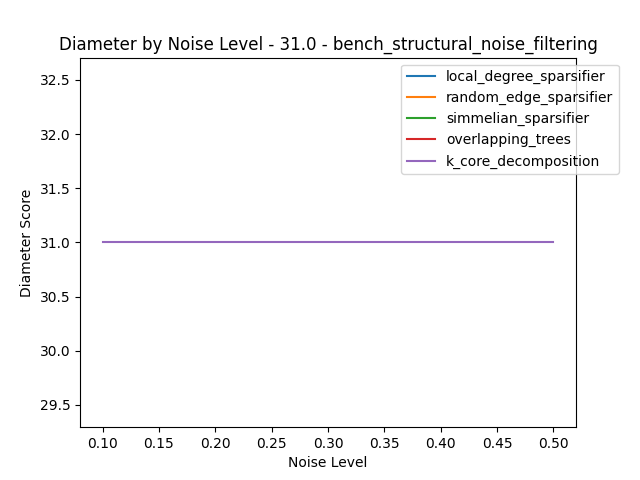 Diameter by Noise Level - 31.0 - bench_structural_noise_filtering
local_degree_sparsifier
random_edge_sparsifier
simmelian_sparsifier
overlapping_trees
k_core_decomposition
Diameter Score
32.5
32.0
31.5
31.0
30.5
30.0
29.5
0.10 0.15 0.20 0.25 0.30 0.35 0.40 0.45 0.50
Noise Level